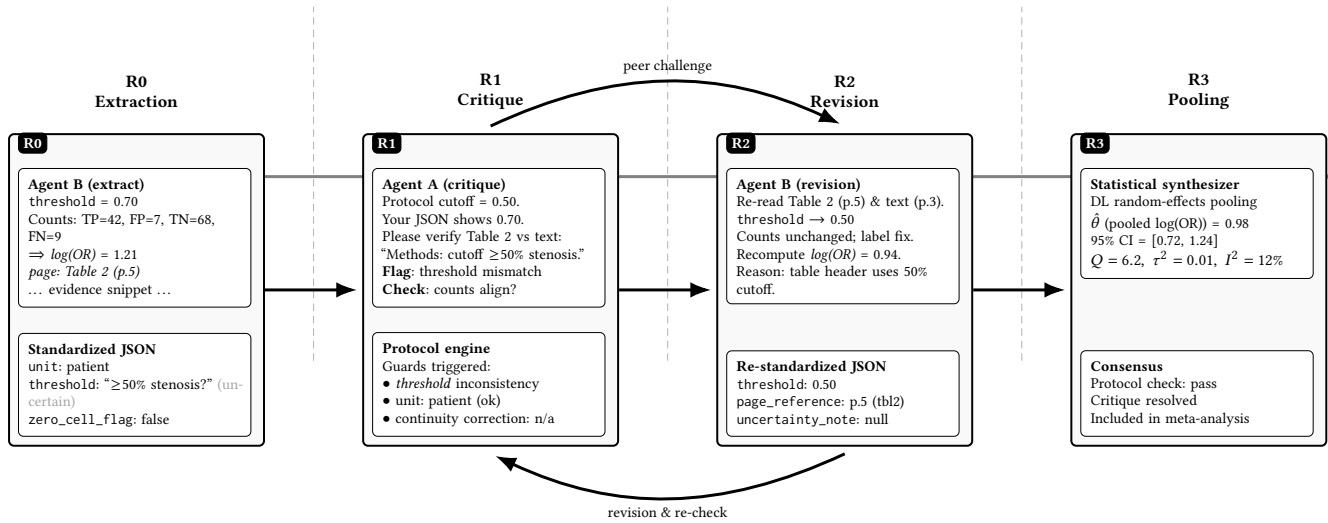 R0
Extraction
R0
Agent B (extract)
threshold = 0.70
Counts: TP=42, FP=7, TN=68,
FN=9
⟹ log(OR) = 1.21
page: Table 2 (p.5)
… evidence snippet …
Standardized JSON
unit: patient
threshold: “≥50% stenosis?” (un-
certain)
zero_cell_flag: false
R1
Critique
R1
Agent A (critique)
Protocol cutoff = 0.50.
Your JSON shows 0.70.
Please verify Table 2 vs text:
“Methods: cutoff ≥50% stenosis.”
Flag: threshold mismatch
Check: counts align?
Protocol engine
Guards triggered:
• threshold inconsistency
• unit: patient (ok)
• continuity correction: n/a
peer challenge
R2
Revision
R2
Agent B (revision)
Re-read Table 2 (p.5) & text (p.3).
threshold → 0.50
Counts unchanged; label fix.
Recompute log(OR) = 0.94.
Reason: table header uses 50%
cutoff.
Re-standardized JSON
threshold: 0.50
page_reference: p.5 (tbl2)
uncertainty_note: null
revision & re-check
R3
Pooling
R3
Statistical synthesizer
DL random-effects pooling
θ̂ (pooled log(OR)) = 0.98
95% CI = [0.72, 1.24]
Q = 6.2, τ² = 0.01, I² = 12%
Consensus
Protocol check: pass
Critique resolved
Included in meta-analysis